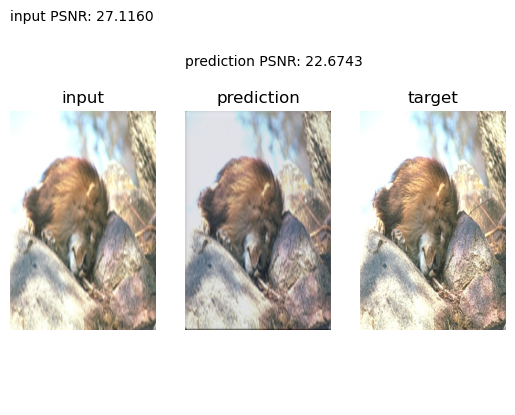 input PSNR: 27.1160
prediction PSNR: 22.6743
input
prediction
target